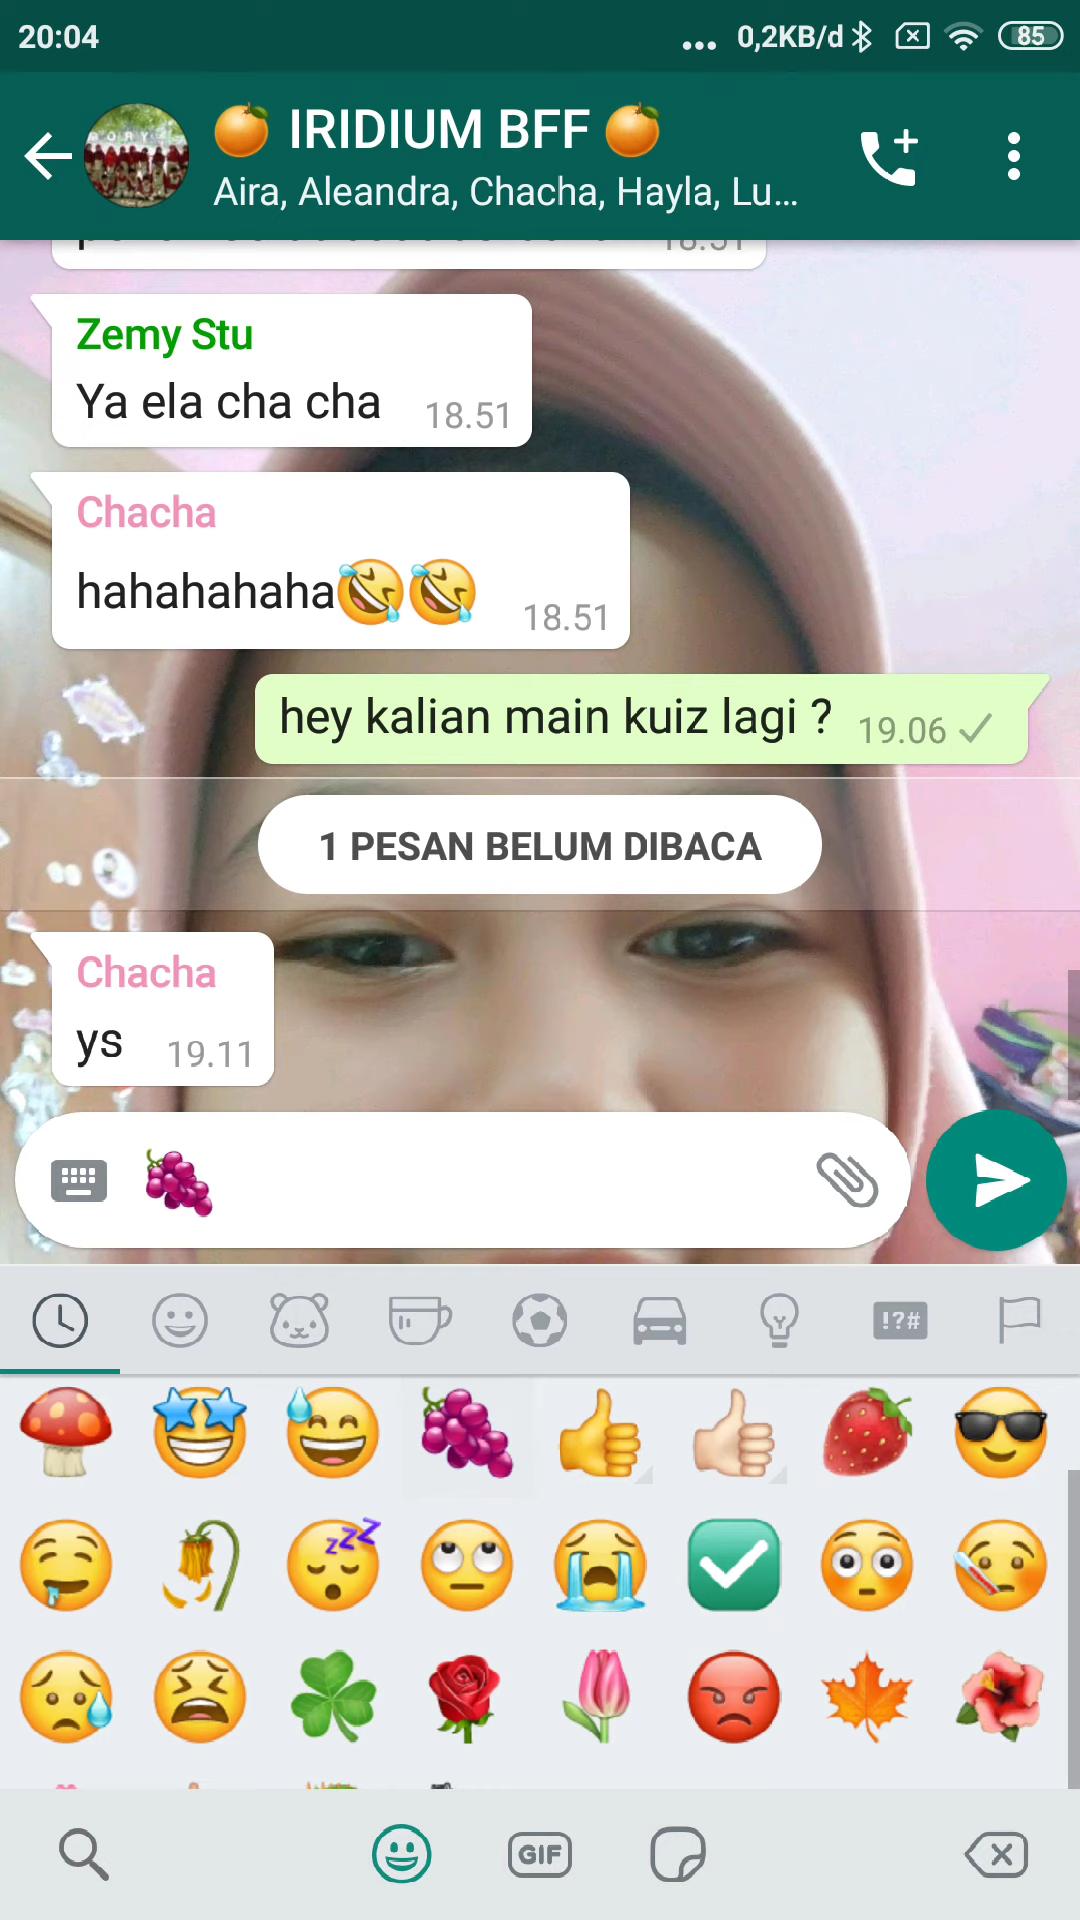 20:04
... 0,2KB/d 85
🍊 IRIDIUM BFF 🍊
Aira, Aleandra, Chacha, Hayla, Lu...
18.51
Zemy Stu
Ya ela cha cha 18.51
Chacha
hahahahaha🤣🤣 18.51
hey kalian main kuiz lagi ? 19.06
1 PESAN BELUM DIBACA
Chacha
ys 19.11
🍇
!?#
GIF